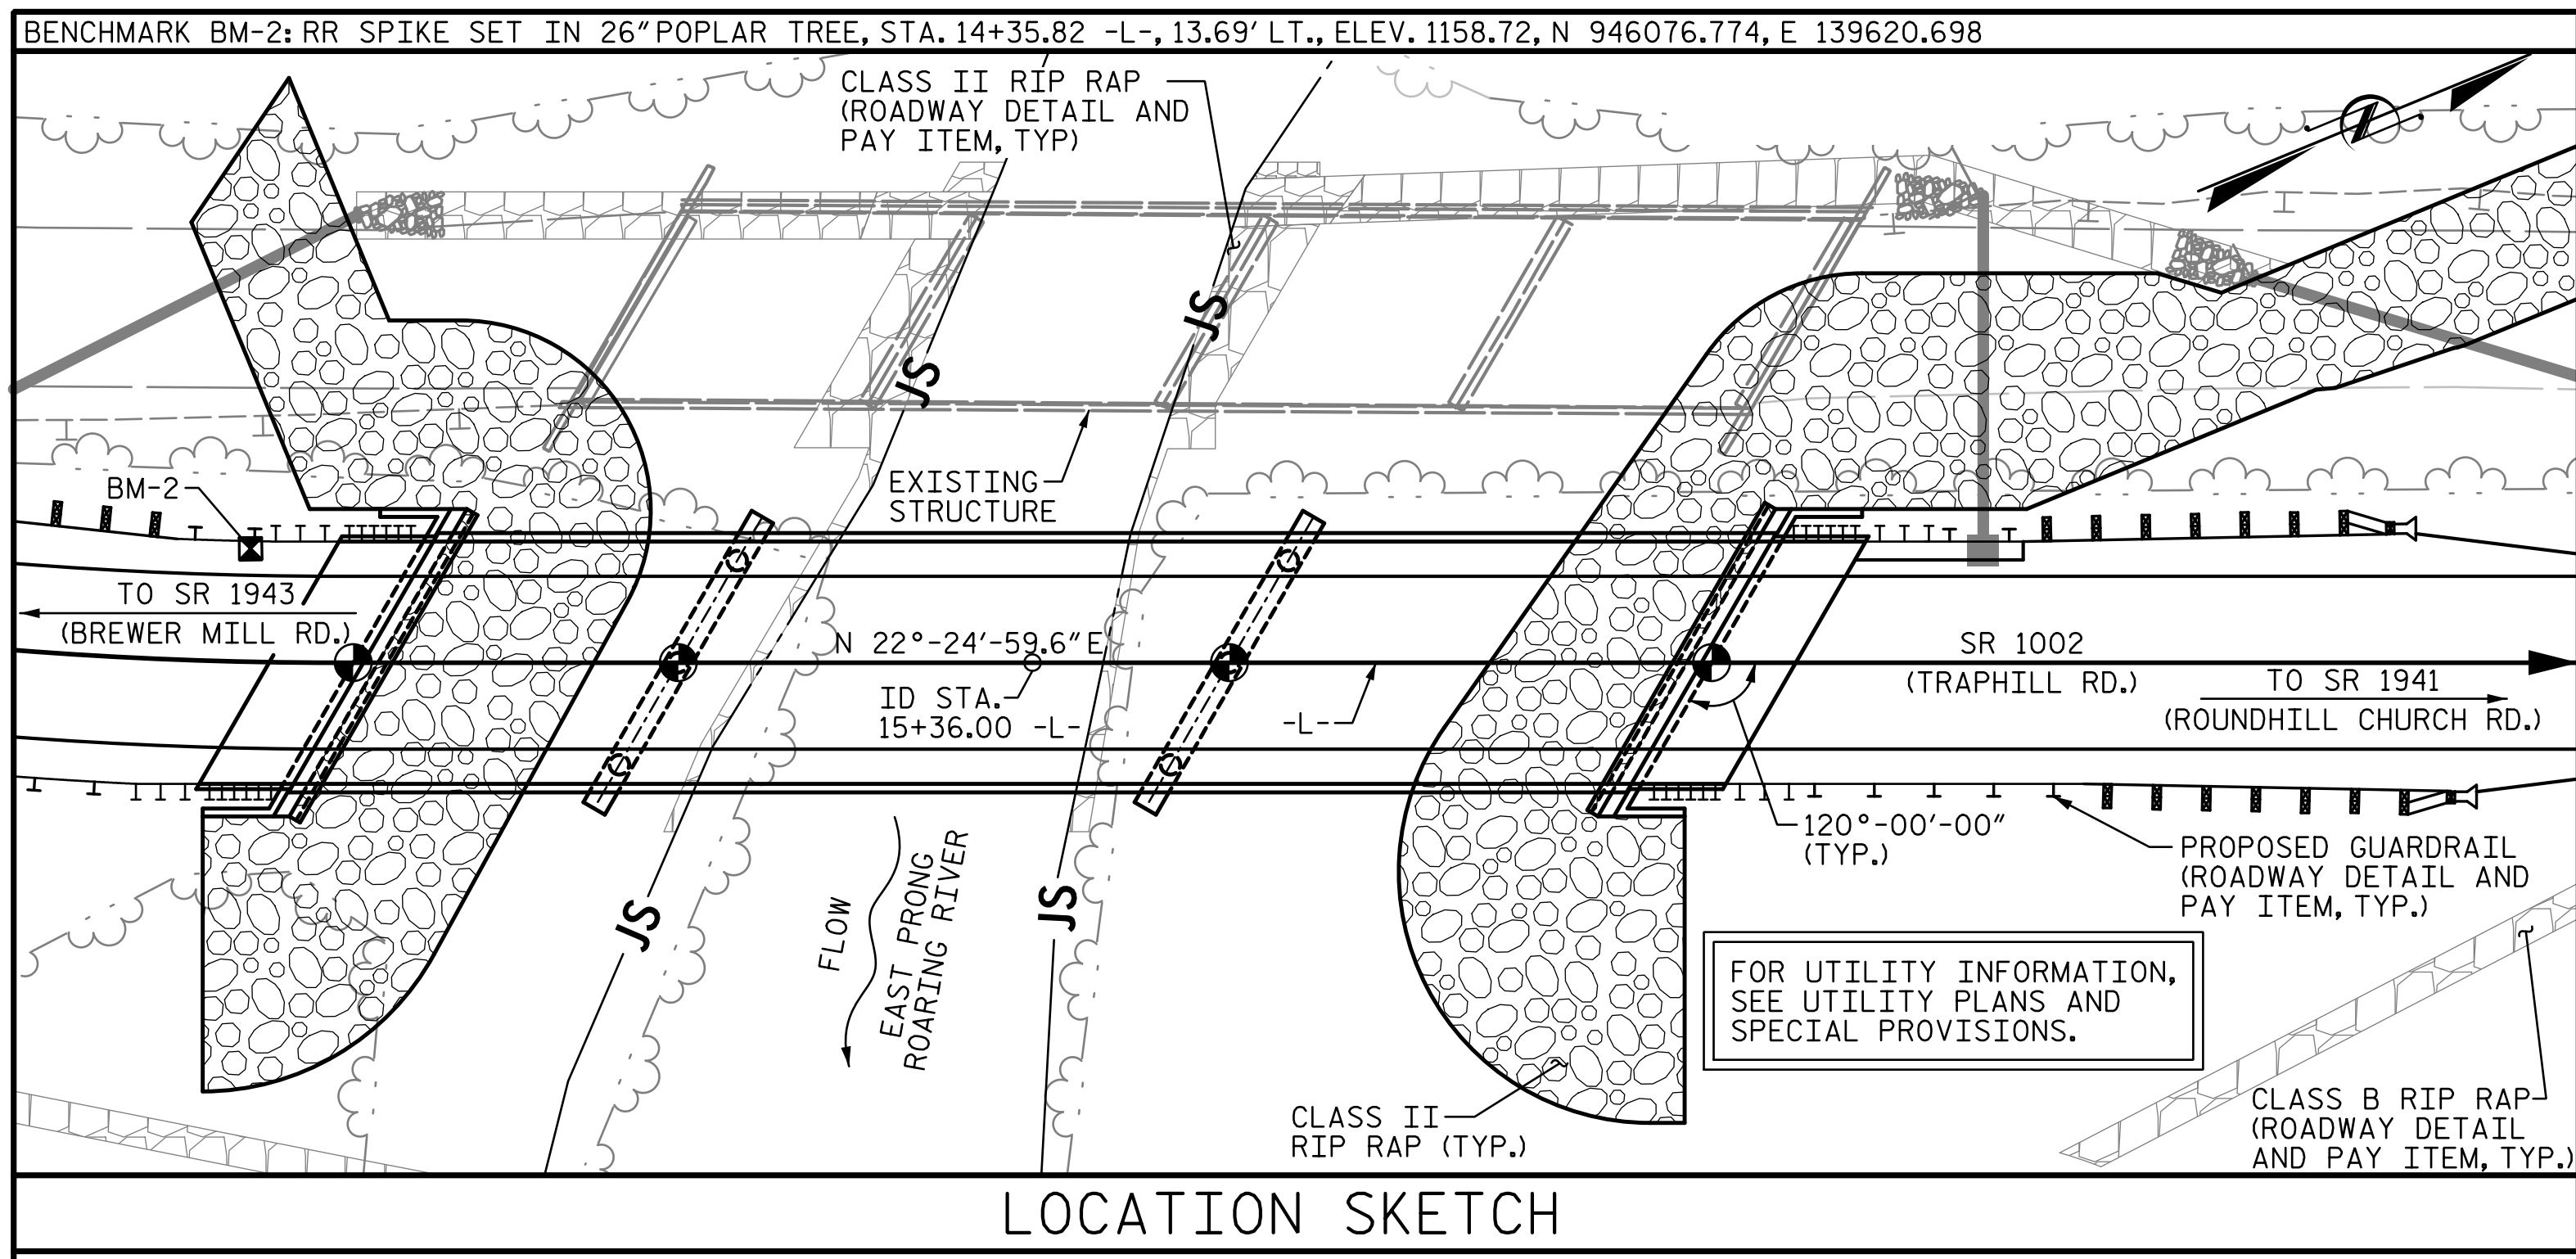 BENCHMARK BM-2: RR SPIKE SET IN 26" POPLAR TREE, STA. 14+35.82 -L-, 13.69' LT., ELEV. 1158.72, N 946076.774, E 139620.698
CLASS II RIP RAP
(ROADWAY DETAIL AND
PAY ITEM, TYP)
JS
JS
EXISTING
STRUCTURE
BM-2
TO SR 1943
(BREWER MILL RD.)
N 22°-24'-59.6" E
ID STA.
15+36.00 -L-
-L-
SR 1002
(TRAPHILL RD.)
TO SR 1941
(ROUNDHILL CHURCH RD.)
120°-00'-00"
(TYP.)
PROPOSED GUARDRAIL
(ROADWAY DETAIL AND
PAY ITEM, TYP.)
JS
JS
FLOW
EAST PRONG
ROARING RIVER
FOR UTILITY INFORMATION,
SEE UTILITY PLANS AND
SPECIAL PROVISIONS.
CLASS II
RIP RAP (TYP.)
CLASS B RIP RAP
(ROADWAY DETAIL
AND PAY ITEM, TYP.)
LOCATION SKETCH